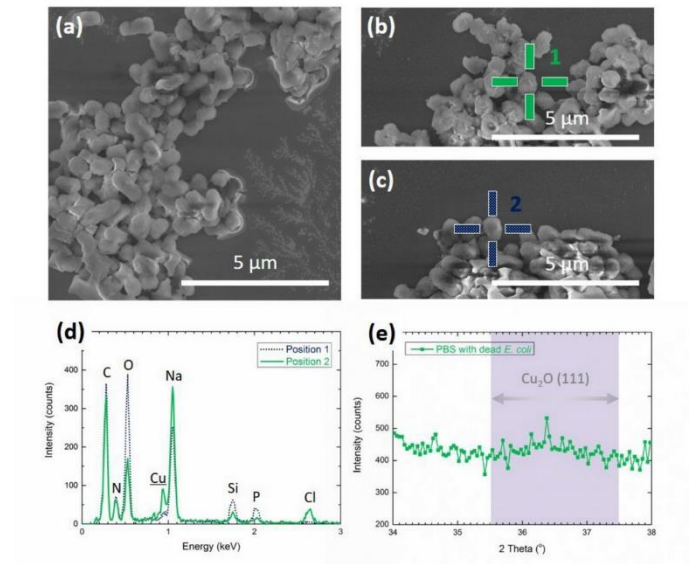 (a)
5 µm
(b)
1
5 µm
(c)
2
5 µm
(d)
Position 1
Position 2
C
O
Na
N
Cu
Si
P
Cl
400
300
200
100
0
0
1
2
3
Intensity (counts)
Energy (keV)
(e)
PBS with dead E. coli
Cu₂O (111)
800
700
600
500
400
300
200
34
35
36
37
38
Intensity (counts)
2 Theta (°)